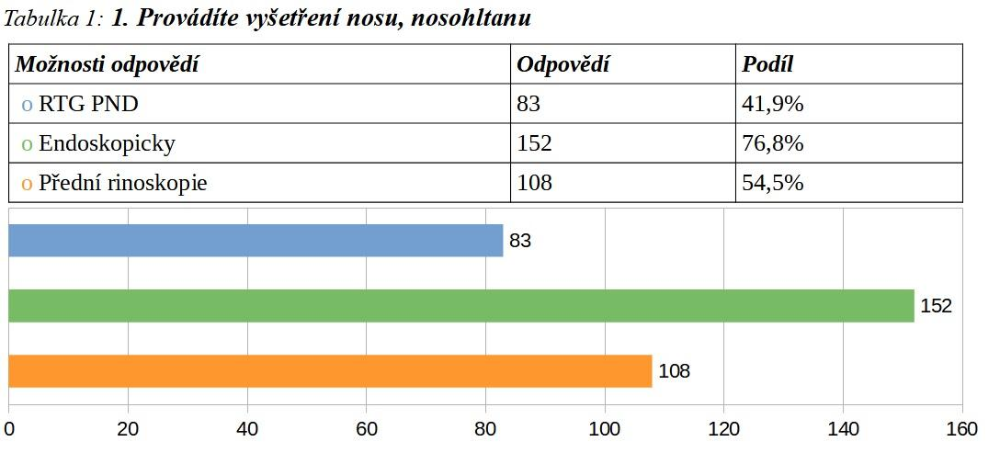 Tabulka 1: 1. Provádíte vyšetření nosu, nosohltanu
Možnosti odpovědí Odpovědí Podíl
o RTG PND 83 41,9%
o Endoskopicky 152 76,8%
o Přední rinoskopie 108 54,5%
83
152
108
0 20 40 60 80 100 120 140 160